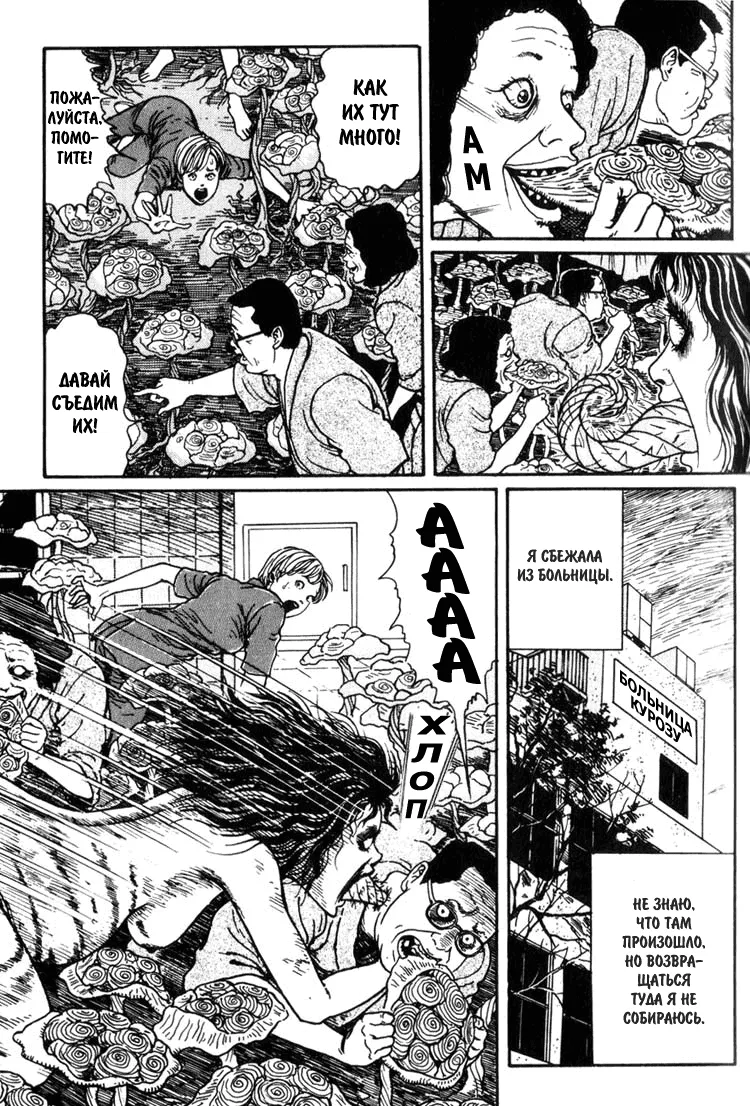 КАК
ИХ ТУТ
МНОГО!
ПОЖА-
ЛУЙСТА,
ПОМО-
ГИТЕ!
ДАВАЙ
СЪЕДИМ
ИХ!
АМ
АААА
ХЛОП
Я СБЕЖАЛА
ИЗ БОЛЬНИЦЫ.
БОЛЬНИЦА
КУРОЗУ
НЕ ЗНАЮ,
ЧТО ТАМ
ПРОИЗОШЛО,
НО ВОЗВРА-
ЩАТЬСЯ
ТУДА Я НЕ
СОБИРАЮСЬ.